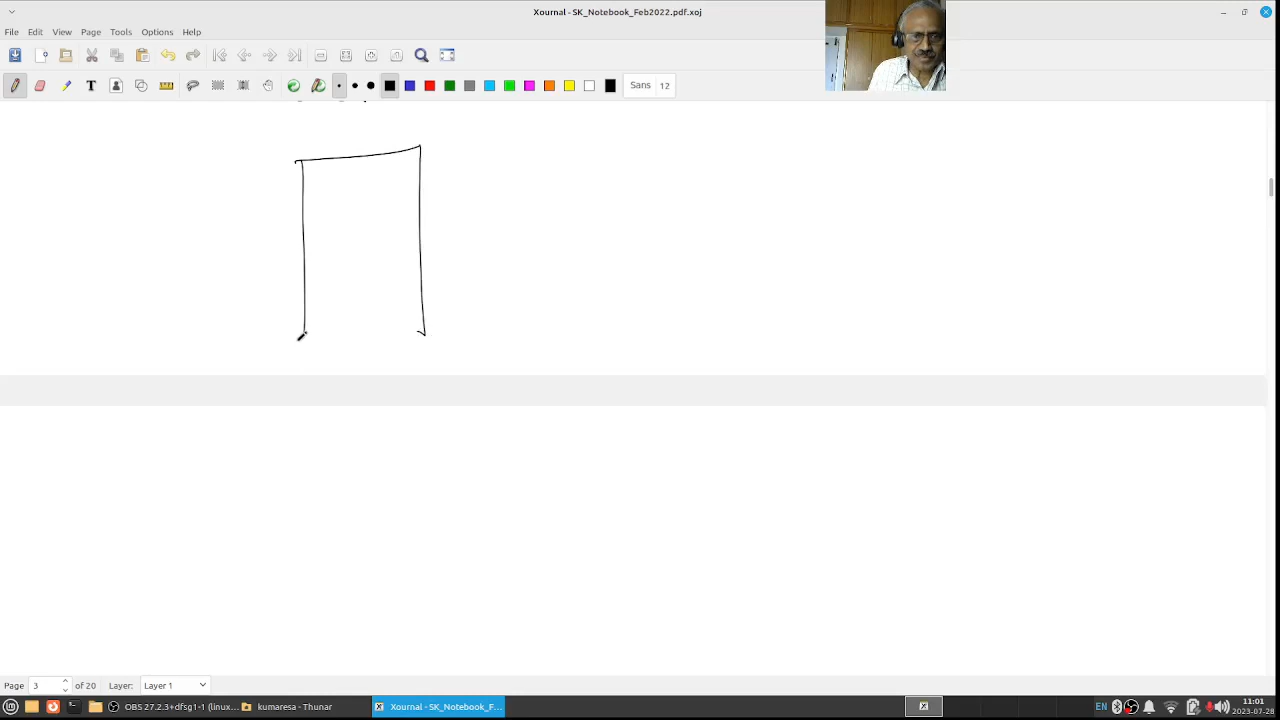 Xournal - SK_Notebook_Feb2022.pdf.xoj
File Edit View Page Tools Options Help
T Sans 12
Page 3 of 20 Layer: Layer 1
OBS 27.2.3+dfsg1-1 (linux... kumaresa - Thunar Xournal - SK_Notebook_F... EN 11:01
2023-07-28